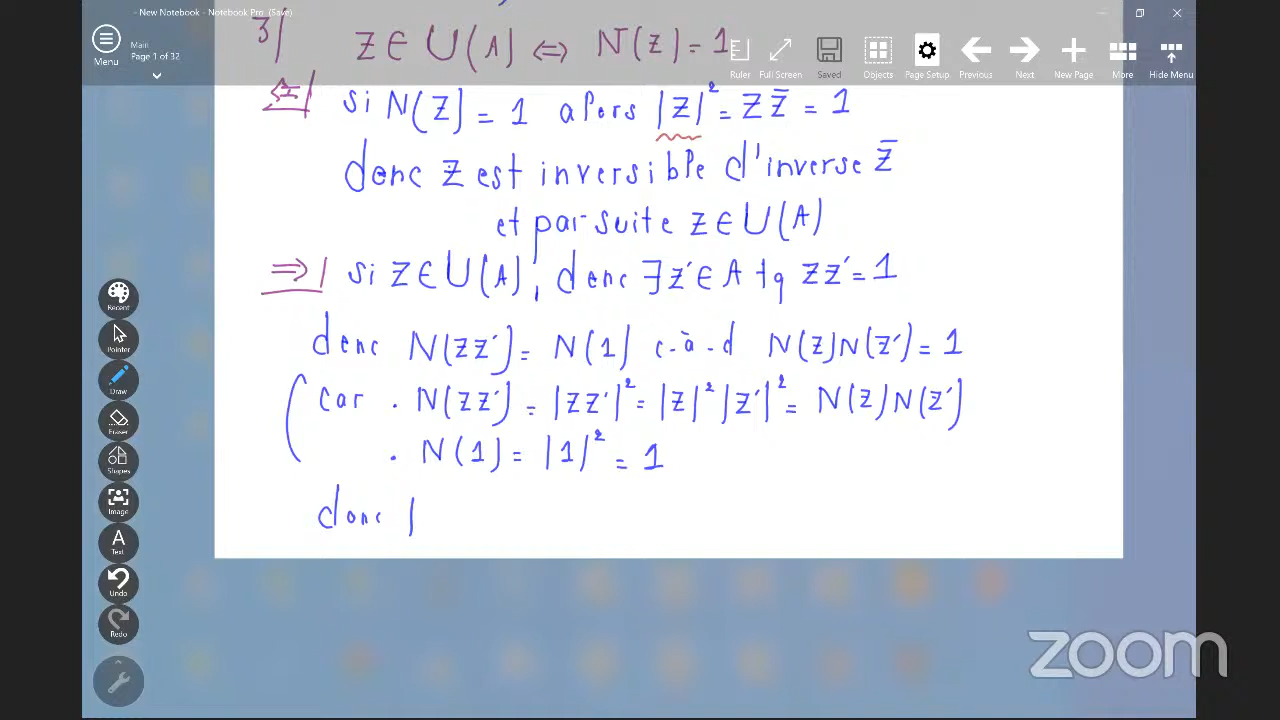 - New Notebook - Notebook Pro. (Save)
Menu
Main
Page 1 of 32
Ruler
Full Screen
Saved
Objects
Page Setup
Previous
Next
New Page
More
Hide Menu
3/ Z ∈ U(A) ⇔ N(Z) = 1
⇐/ si N(Z) = 1 alors |Z|² = Z Z̄ = 1
donc Z est inversible d'inverse Z̄
et par suite Z ∈ U(A)
⇒/ si Z ∈ U(A), donc ∃ Z′ ∈ A tq ZZ′ = 1
donc N(ZZ′) = N(1) c-à-d N(Z)N(Z′) = 1
( car . N(ZZ′) = |ZZ′|² = |Z|² |Z′|² = N(Z)N(Z′)
. N(1) = |1|² = 1
donc |
Recent
Pointer
Draw
Eraser
Shapes
Image
A
Text
Undo
Redo
zoom